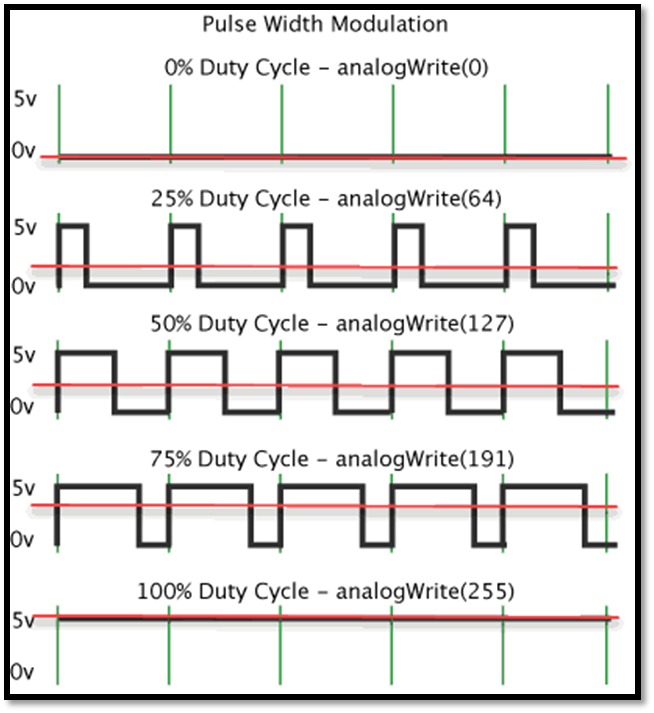 Pulse Width Modulation
0% Duty Cycle – analogWrite(0)
5v
0v
25% Duty Cycle – analogWrite(64)
5v
0v
50% Duty Cycle – analogWrite(127)
5v
0v
75% Duty Cycle – analogWrite(191)
5v
0v
100% Duty Cycle – analogWrite(255)
5v
0v